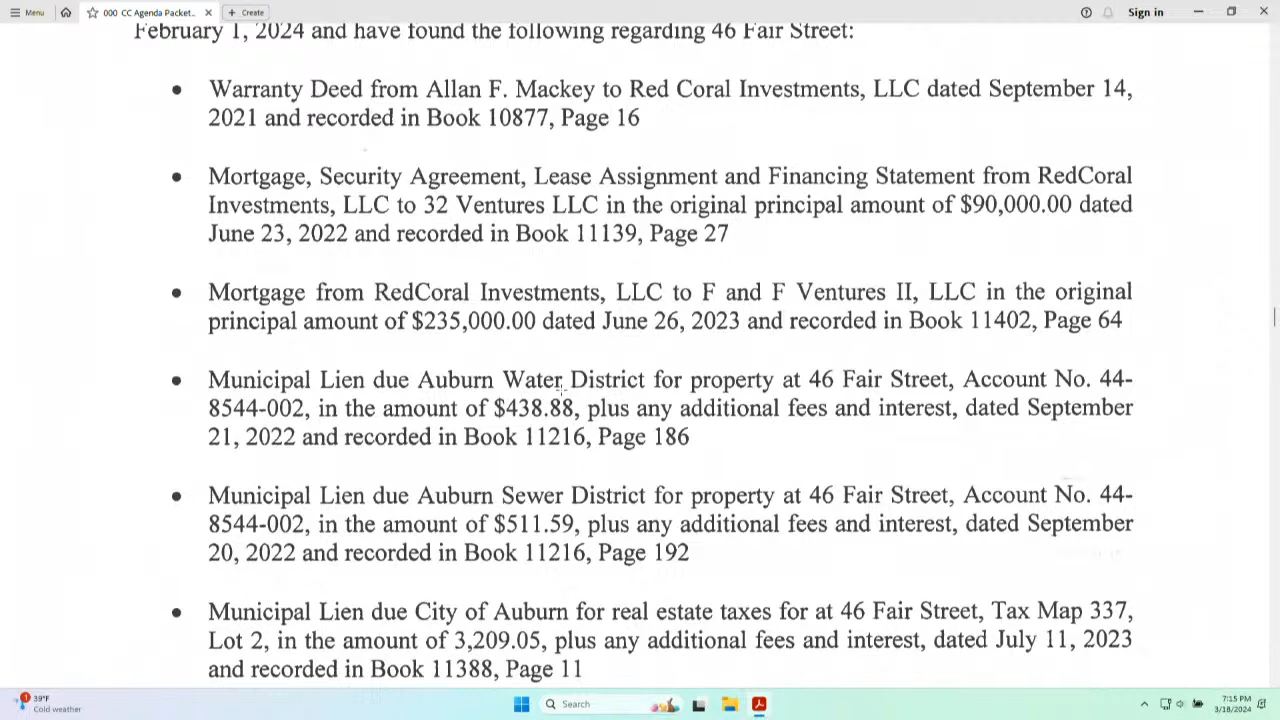 Menu
000 CC Agenda Packet..
Create
Sign in
February 1, 2024 and have found the following regarding 46 Fair Street:
• Warranty Deed from Allan F. Mackey to Red Coral Investments, LLC dated September 14,
2021 and recorded in Book 10877, Page 16
• Mortgage, Security Agreement, Lease Assignment and Financing Statement from RedCoral
Investments, LLC to 32 Ventures LLC in the original principal amount of $90,000.00 dated
June 23, 2022 and recorded in Book 11139, Page 27
• Mortgage from RedCoral Investments, LLC to F and F Ventures II, LLC in the original
principal amount of $235,000.00 dated June 26, 2023 and recorded in Book 11402, Page 64
• Municipal Lien due Auburn Water District for property at 46 Fair Street, Account No. 44-
8544-002, in the amount of $438.88, plus any additional fees and interest, dated September
21, 2022 and recorded in Book 11216, Page 186
• Municipal Lien due Auburn Sewer District for property at 46 Fair Street, Account No. 44-
8544-002, in the amount of $511.59, plus any additional fees and interest, dated September
20, 2022 and recorded in Book 11216, Page 192
• Municipal Lien due City of Auburn for real estate taxes for at 46 Fair Street, Tax Map 337,
Lot 2, in the amount of 3,209.05, plus any additional fees and interest, dated July 11, 2023
and recorded in Book 11388, Page 11
1
39°F
Cold weather
Search
7:15 PM
3/18/2024